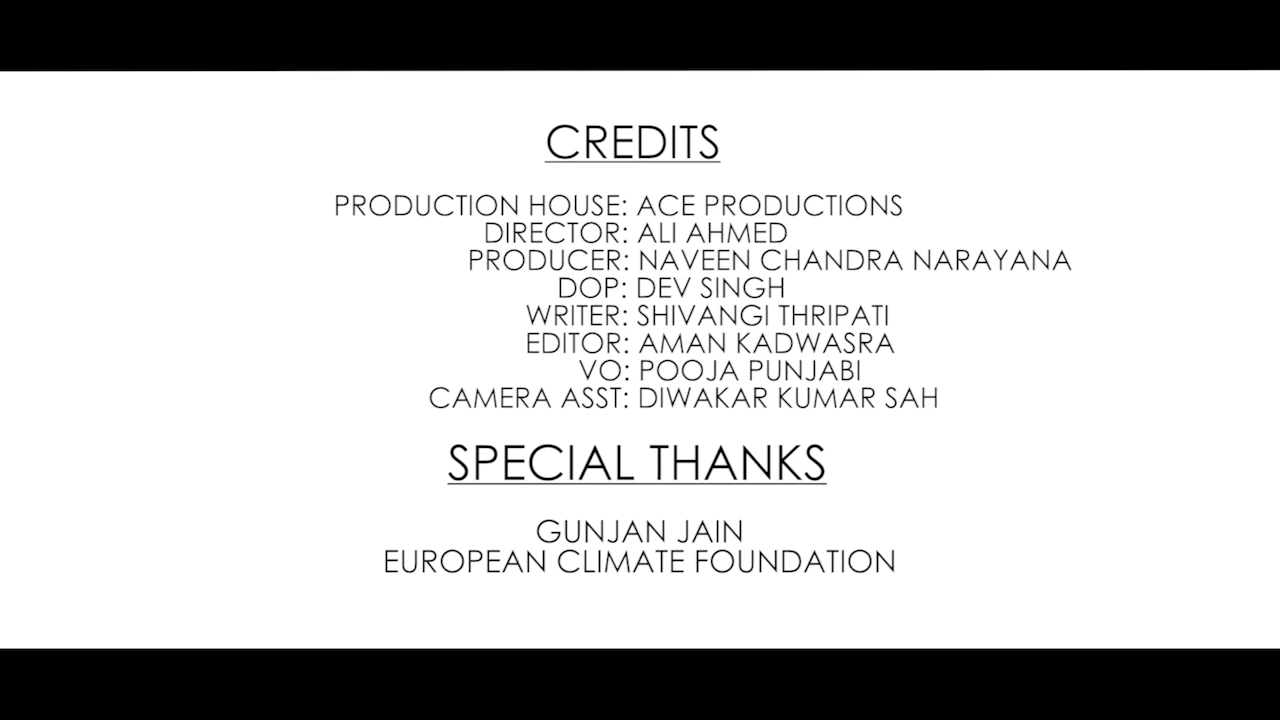 CREDITS
PRODUCTION HOUSE: ACE PRODUCTIONS
DIRECTOR: ALI AHMED
PRODUCER: NAVEEN CHANDRA NARAYANA
DOP: DEV SINGH
WRITER: SHIVANGI THRIPATI
EDITOR: AMAN KADWASRA
VO: POOJA PUNJABI
CAMERA ASST: DIWAKAR KUMAR SAH
SPECIAL THANKS
GUNJAN JAIN
EUROPEAN CLIMATE FOUNDATION